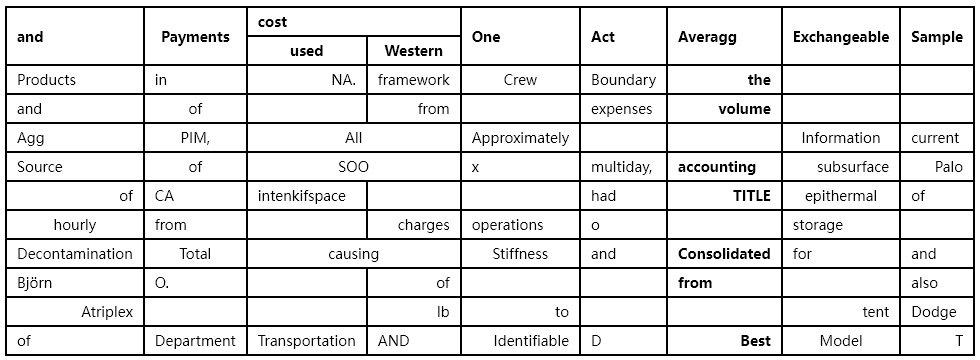 and Payments cost One Act Averagg Exchangeable Sample
used Western
Products in NA. framework Crew Boundary the
and of from expenses volume
Agg PIM, All Approximately Information current
Source of SOO x multiday, accounting subsurface Palo
of CA intenkifspace had TITLE epithermal of
hourly from charges operations o storage
Decontamination Total causing Stiffness and Consolidated for and
Björn O. of from also
Atriplex lb to tent Dodge
of Department Transportation AND Identifiable D Best Model T